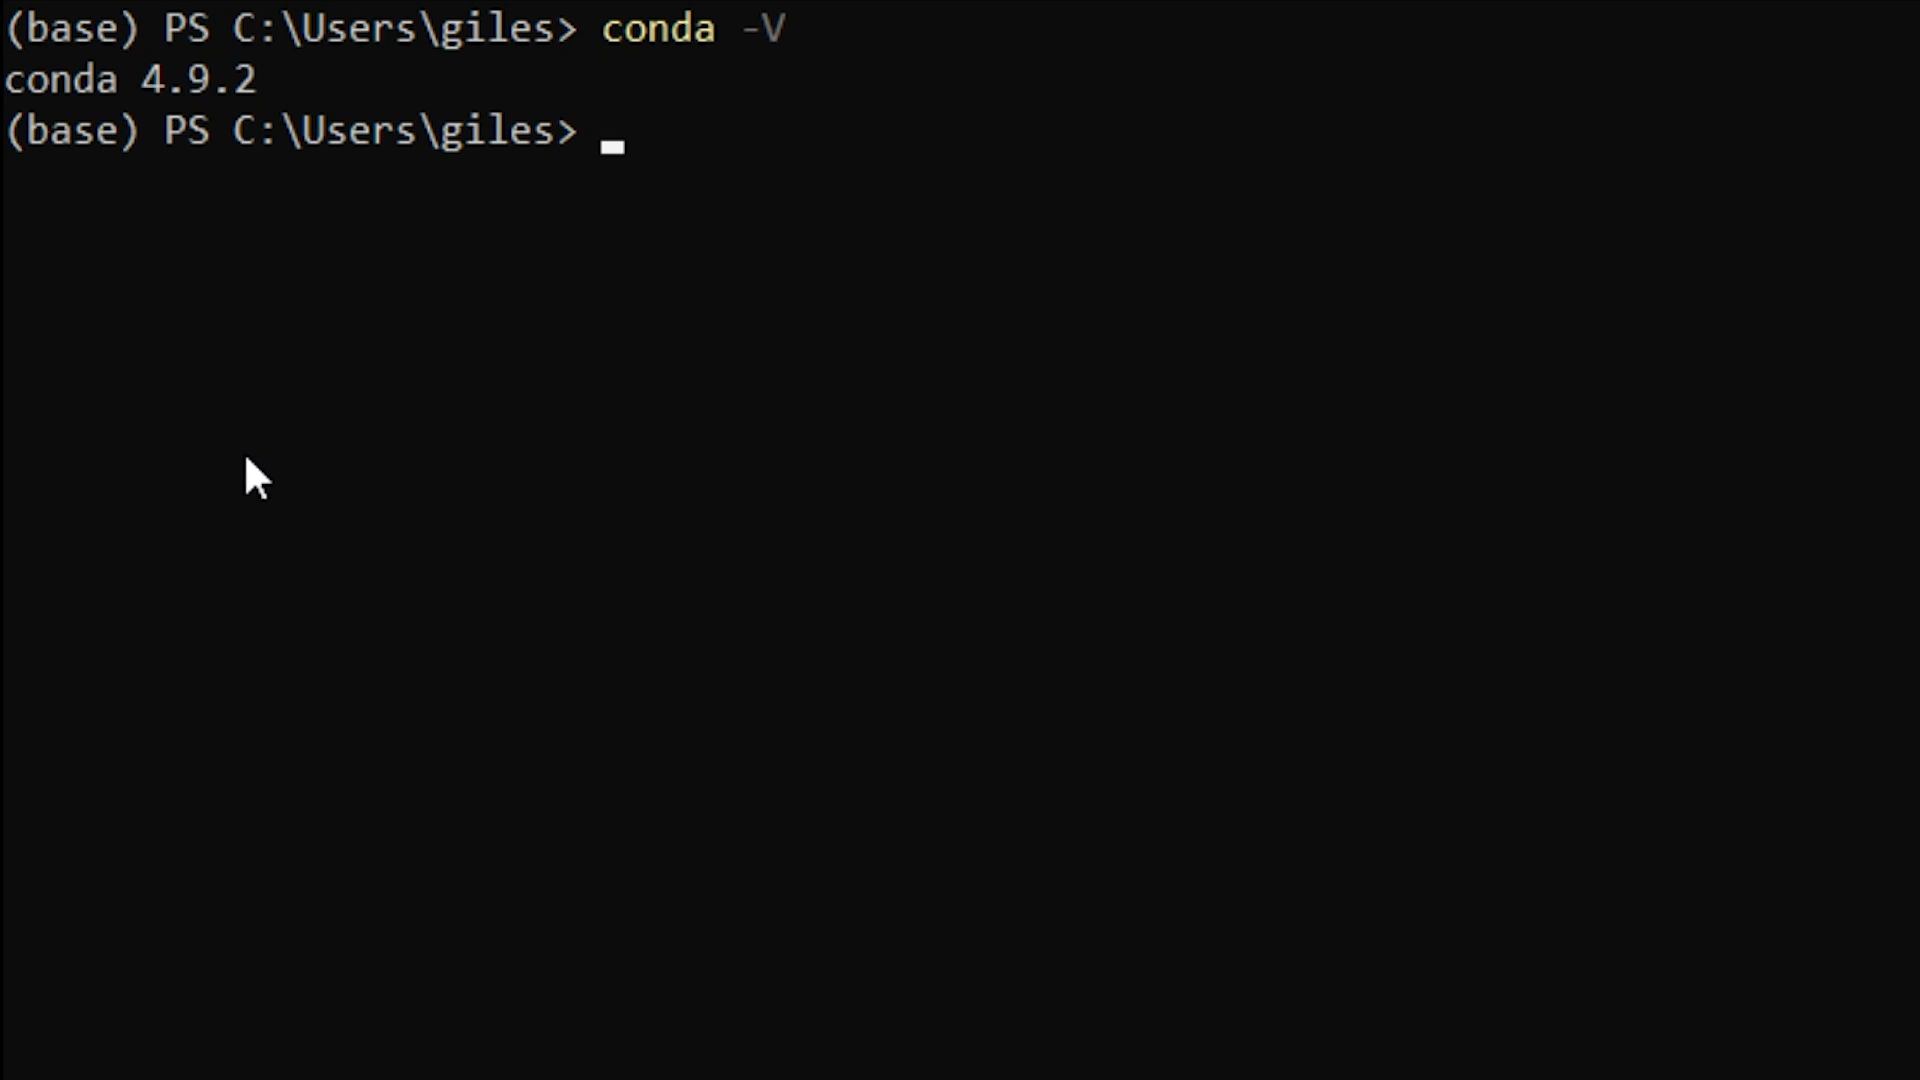 (base) PS C:\Users\giles> conda -V
conda 4.9.2
(base) PS C:\Users\giles>